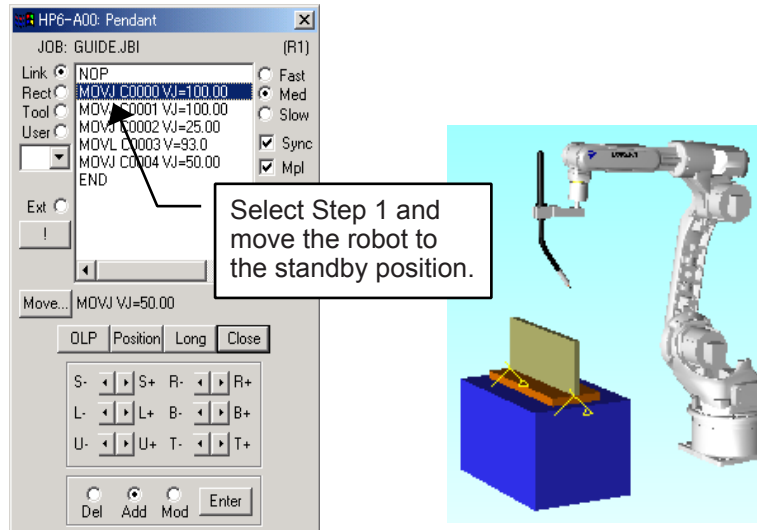 HP6-A00: Pendant
JOB: GUIDE.JBI (R1)
Link
Rect
Tool
User
Ext
!
NOP
MOVJ C0000 VJ=100.00
MOVJ C0001 VJ=100.00
MOVJ C0002 VJ=25.00
MOVL C0003 V=93.0
MOVJ C0004 VJ=50.00
END
Fast
Med
Slow
Sync
Mpl
Select Step 1 and
move the robot to
the standby position.
Move... MOVJ VJ=50.00
OLP Position Long Close
S- S+ R- R+
L- L+ B- B+
U- U+ T- T+
Del Add Mod Enter